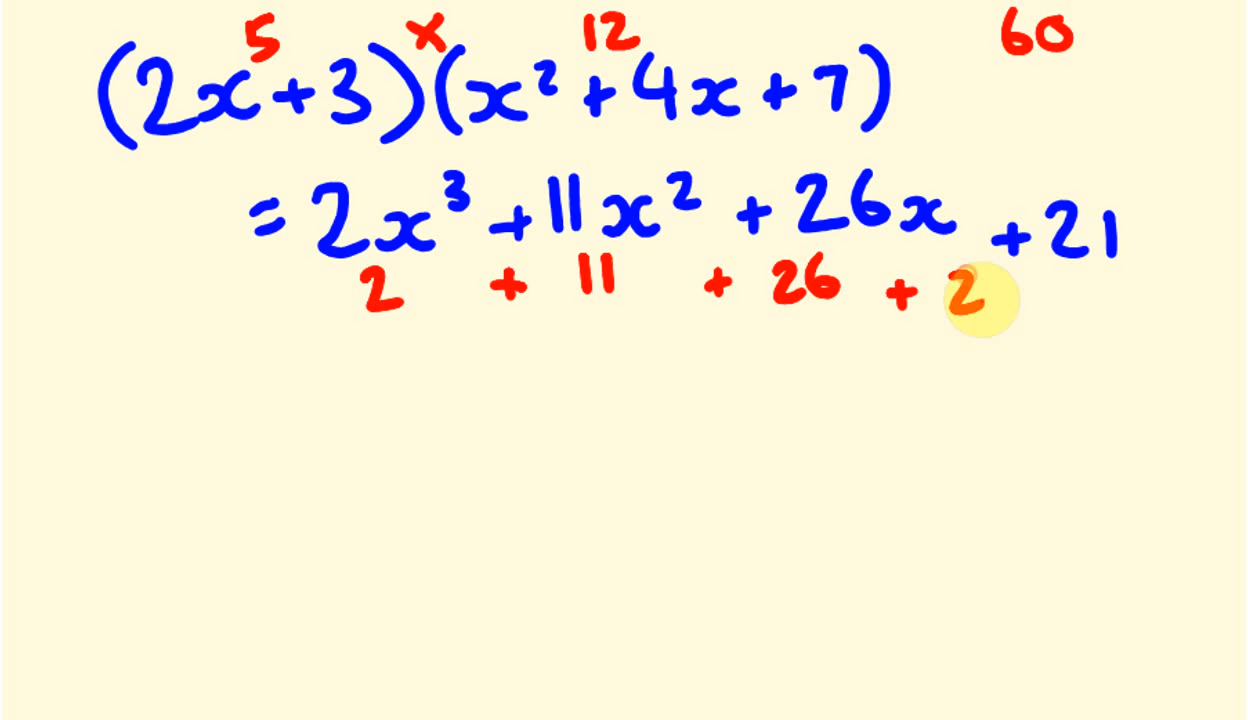 5 x 12 60
(2x+3)(x²+4x+7)
=2x³+11x²+26x+21
2 + 11 + 26 + 2